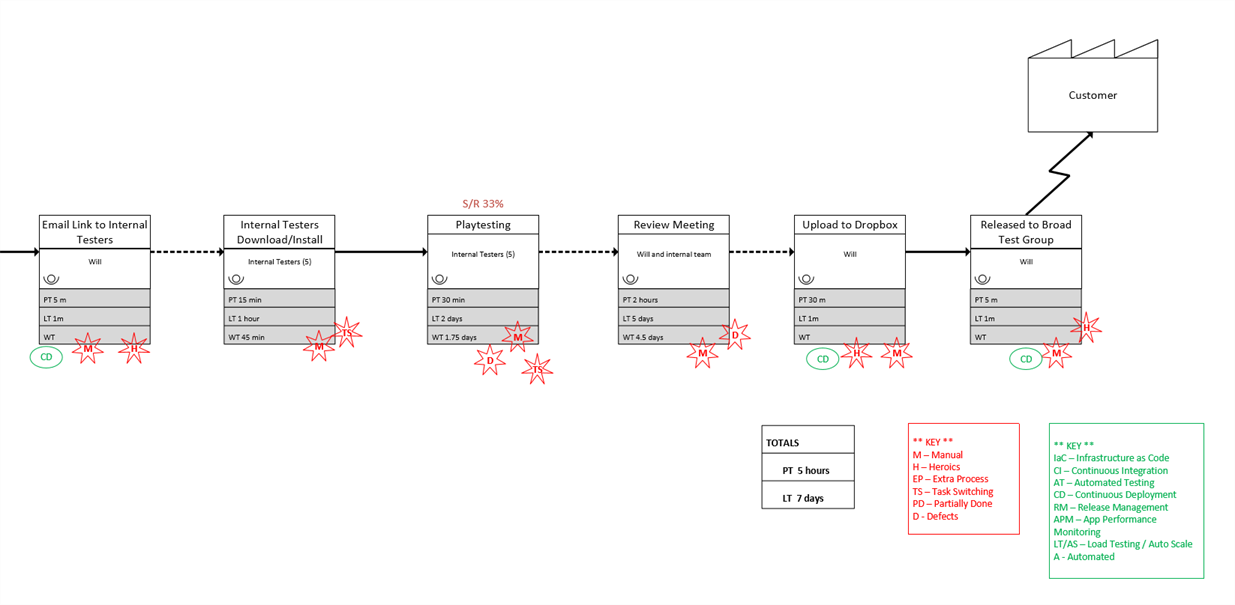 Customer
S/R 33%
Email Link to Internal
Testers
Will
PT 5 m
LT 1m
WT
CD
M
H
Internal Testers
Download/Install
Internal Testers (5)
PT 15 min
LT 1 hour
WT 45 min
M
TS
Playtesting
Internal Testers (5)
PT 30 min
LT 2 days
WT 1.75 days
M
D
TS
Review Meeting
Will and internal team
PT 2 hours
LT 5 days
WT 4.5 days
D
M
Upload to Dropbox
Will
PT 30 m
LT 1m
WT
CD
H
M
Released to Broad
Test Group
Will
PT 5 m
LT 1m
WT
H
CD
M
TOTALS
PT 5 hours
LT 7 days
** KEY **
M – Manual
H – Heroics
EP – Extra Process
TS – Task Switching
PD – Partially Done
D - Defects
** KEY **
IaC – Infrastructure as Code
CI – Continuous Integration
AT – Automated Testing
CD – Continuous Deployment
RM – Release Management
APM – App Performance
Monitoring
LT/AS – Load Testing / Auto Scale
A - Automated